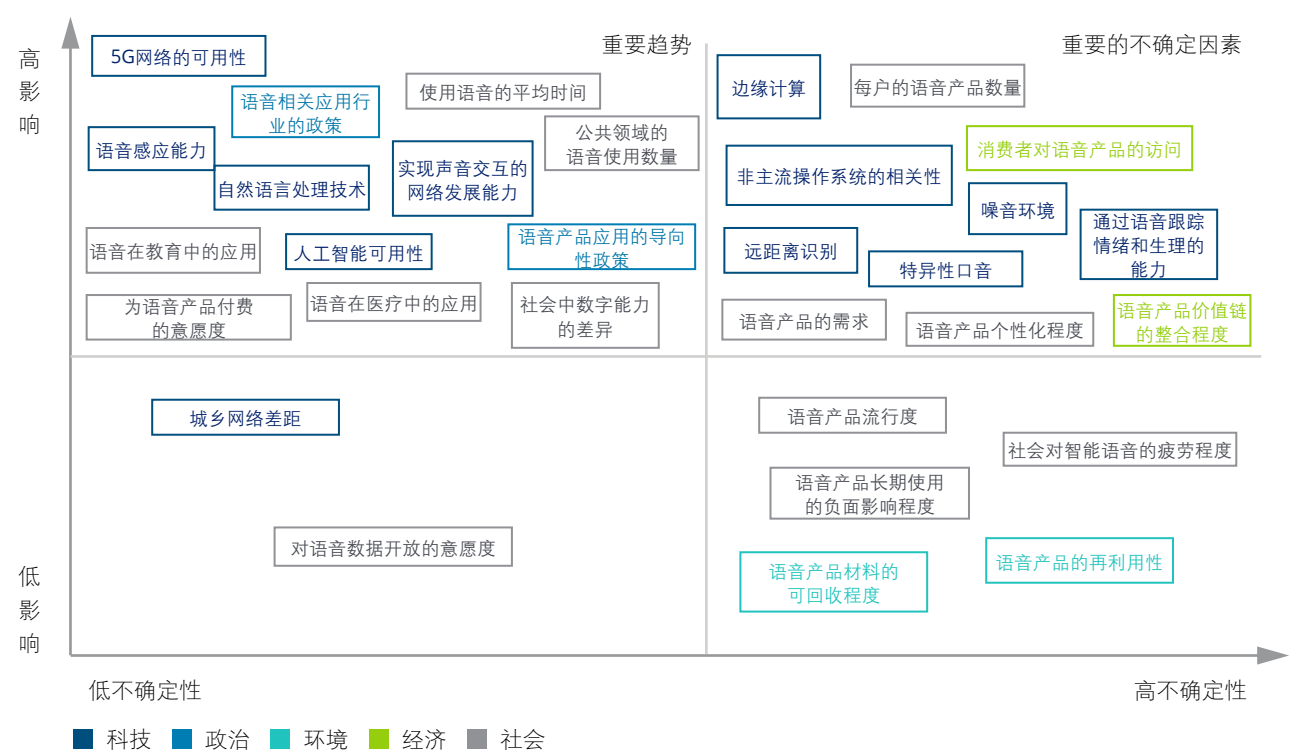 高
影
响
重要趋势
重要的不确定因素
5G网络的可用性
语音相关应用行
业的政策
使用语音的平均时间
公共领域的
语音使用数量
语音感应能力
自然语言处理技术
实现声音交互的
网络发展能力
语音在教育中的应用
人工智能可用性
语音产品应用的导向
性政策
为语音产品付费
的意愿度
语音在医疗中的应用
社会中数字能力
的差异
边缘计算
每户的语音产品数量
消费者对语音产品的访问
非主流操作系统的相关性
噪音环境
通过语音跟踪
情绪和生理的
能力
远距离识别
特异性口音
语音产品的需求
语音产品个性化程度
语音产品价值链
的整合程度
城乡网络差距
对语音数据开放的意愿度
语音产品流行度
社会对智能语音的疲劳程度
语音产品长期使用
的负面影响程度
语音产品材料的
可回收程度
语音产品的再利用性
低
影
响
低不确定性
高不确定性
科技
政治
环境
经济
社会